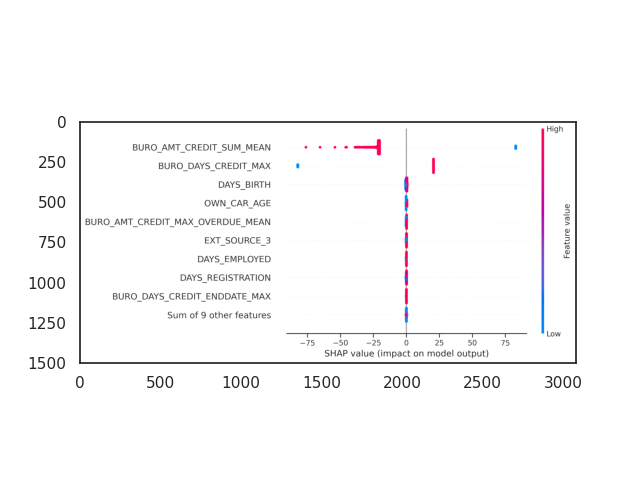 0
High
BURO_AMT_CREDIT_SUM_MEAN
250
BURO_DAYS_CREDIT_MAX
DAYS_BIRTH
500
OWN_CAR_AGE
BURO_AMT_CREDIT_MAX_OVERDUE_MEAN
Feature value
750
EXT_SOURCE_3
DAYS_EMPLOYED
1000
DAYS_REGISTRATION
BURO_DAYS_CREDIT_ENDDATE_MAX
1250
Sum of 9 other features
Low
−75 −50 −25 0 25 50 75
SHAP value (impact on model output)
1500
0 500 1000 1500 2000 2500 3000